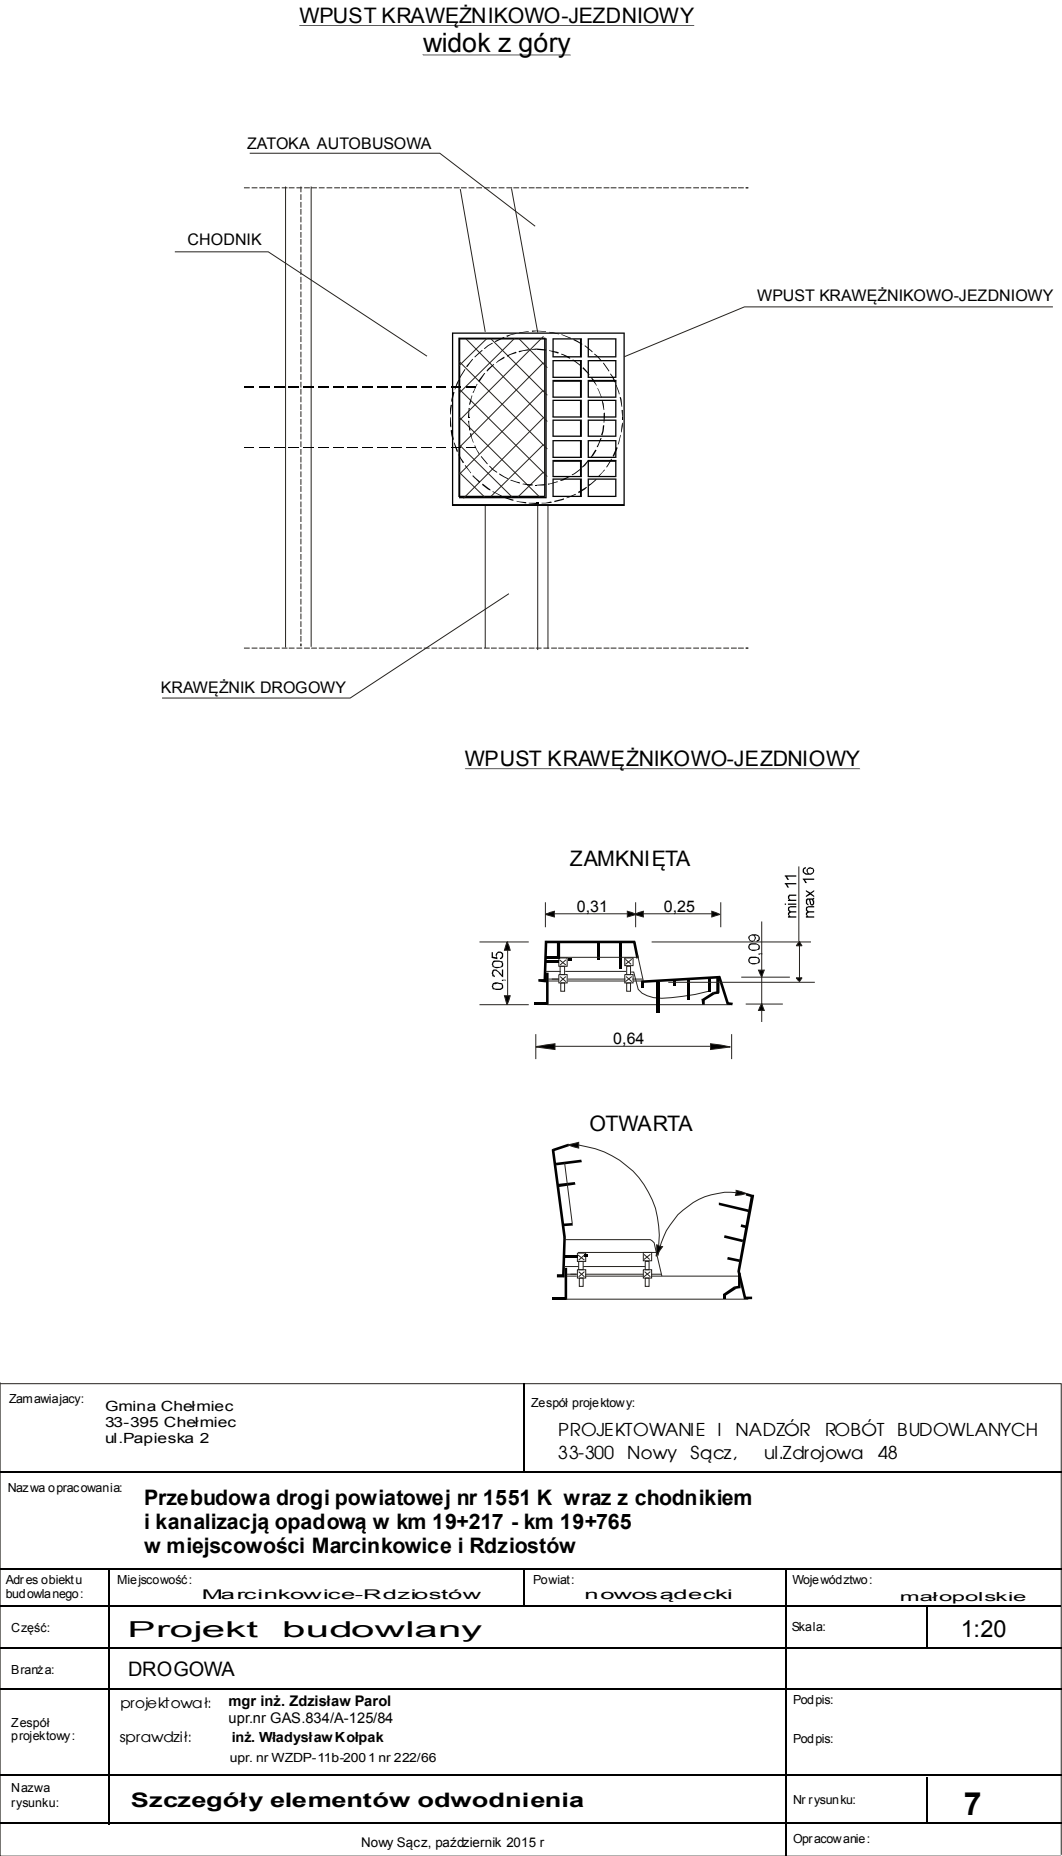 WPUST KRAWĘŻNIKOWO-JEZDNIOWY
widok z góry
ZATOKA AUTOBUSOWA
CHODNIK
WPUST KRAWĘŻNIKOWO-JEZDNIOWY
KRAWĘŻNIK DROGOWY
WPUST KRAWĘŻNIKOWO-JEZDNIOWY
ZAMKNIĘTA
0,31
0,25
min 11
max 16
0,205
0,09
0,64
OTWARTA
Zamawiajacy:
Gmina Chełmiec
33-395 Chełmiec
ul.Papieska 2
Zespół projektowy:
PROJEKTOWANIE I NADZÓR ROBÓT BUDOWLANYCH
33-300 Nowy Sącz, ul.Zdrojowa 48
Nazwa opracowania:
Przebudowa drogi powiatowej nr 1551 K wraz z chodnikiem
i kanalizacją opadową w km 19+217 - km 19+765
w miejscowości Marcinkowice i Rdziostów
Adres obiektu
budowlanego:
Miejscowość:
Marcinkowice-Rdziostów
Powiat:
nowosądecki
Województwo:
małopolskie
Część:
Projekt budowlany
Skala:
1:20
Branża:
DROGOWA
Zespół
projektowy:
projektował: mgr inż. Zdzisław Parol
upr.nr GAS.834/A-125/84
sprawdził: inż. Władysław Kołpak
upr. nr WZDP-11b-2001 nr 222/66
Podpis:
Podpis:
Nazwa
rysunku:
Szczegóły elementów odwodnienia
Nr rysunku:
7
Nowy Sącz, październik 2015 r
Opracowanie: